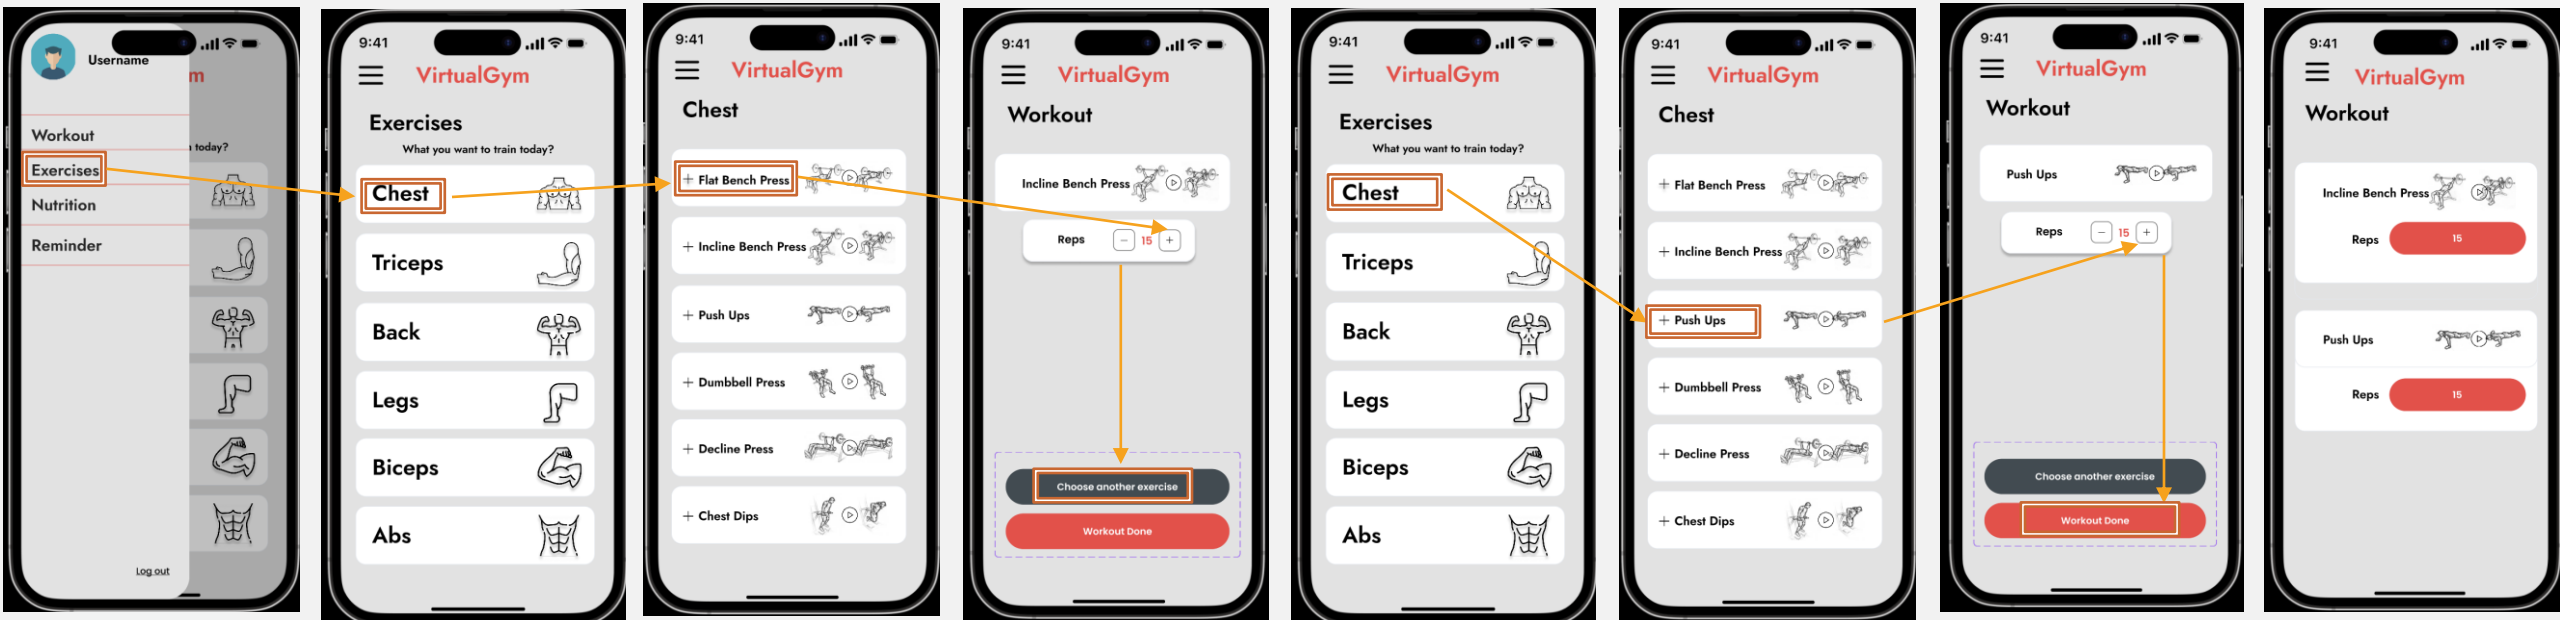 Username
m
Workout
Exercises
Nutrition
Reminder
n today?
Log out
9:41
VirtualGym
Exercises
What you want to train today?
Chest
Triceps
Back
Legs
Biceps
Abs
9:41
VirtualGym
Chest
+ Flat Bench Press
+ Incline Bench Press
+ Push Ups
+ Dumbbell Press
+ Decline Press
+ Chest Dips
9:41
VirtualGym
Workout
Incline Bench Press
Reps − 15 +
Choose another exercise
Workout Done
9:41
VirtualGym
Exercises
What you want to train today?
Chest
Triceps
Back
Legs
Biceps
Abs
9:41
VirtualGym
Chest
+ Flat Bench Press
+ Incline Bench Press
+ Push Ups
+ Dumbbell Press
+ Decline Press
+ Chest Dips
9:41
VirtualGym
Workout
Push Ups
Reps − 15 +
Choose another exercise
Workout Done
9:41
VirtualGym
Workout
Incline Bench Press
Reps 15
Push Ups
Reps 15